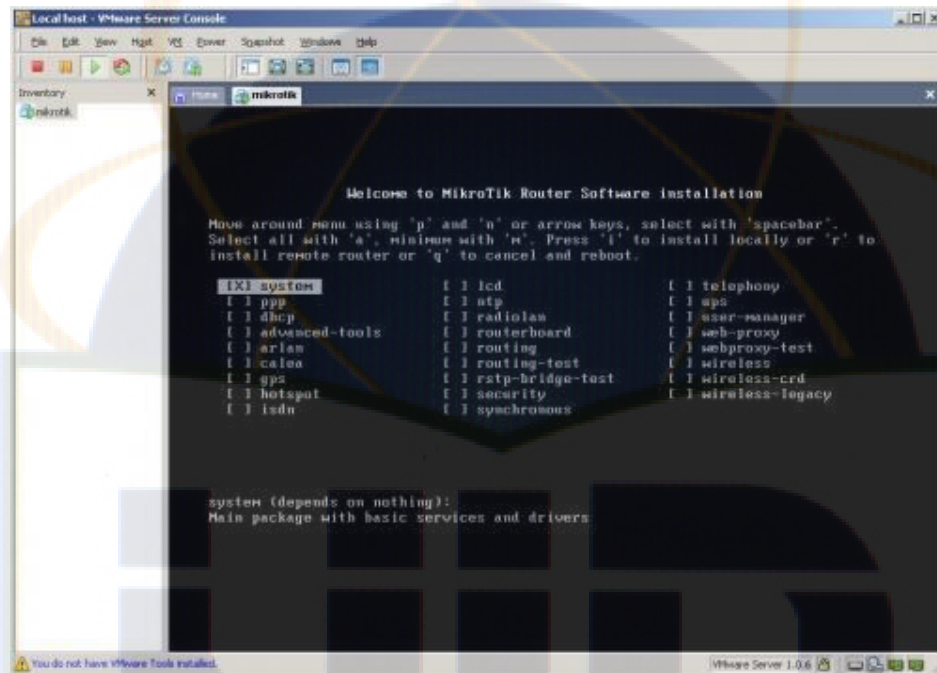 Local host - VMware Server Console
File Edit View Host VM Power Snapshot Windows Help
Inventory
Home mikrotik
mikrotik
Welcome to MikroTik Router Software installation
Move around menu using 'p' and 'n' or arrow keys, select with 'spacebar'.
Select all with 'a', minimum with 'm'. Press 'i' to install locally or 'r' to
install remote router or 'q' to cancel and reboot.
[X] system [ ] lcd [ ] telephony
[ ] ppp [ ] ntp [ ] ups
[ ] dhcp [ ] radiolan [ ] user-manager
[ ] advanced-tools [ ] routerboard [ ] web-proxy
[ ] arlan [ ] routing [ ] webproxy-test
[ ] calea [ ] routing-test [ ] wireless
[ ] gps [ ] rstp-bridge-test [ ] wireless-crd
[ ] hotspot [ ] security [ ] wireless-legacy
[ ] isdn [ ] synchronous
system (depends on nothing):
Main package with basic services and drivers
You do not have VMware Tools installed.
VMware Server 1.0.6